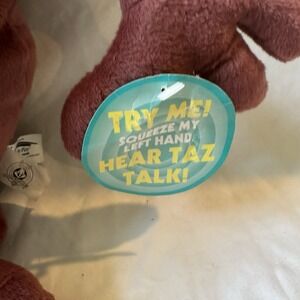 TRY ME!
SQUEEZE MY
LEFT HAND.
HEAR TAZ
TALK!